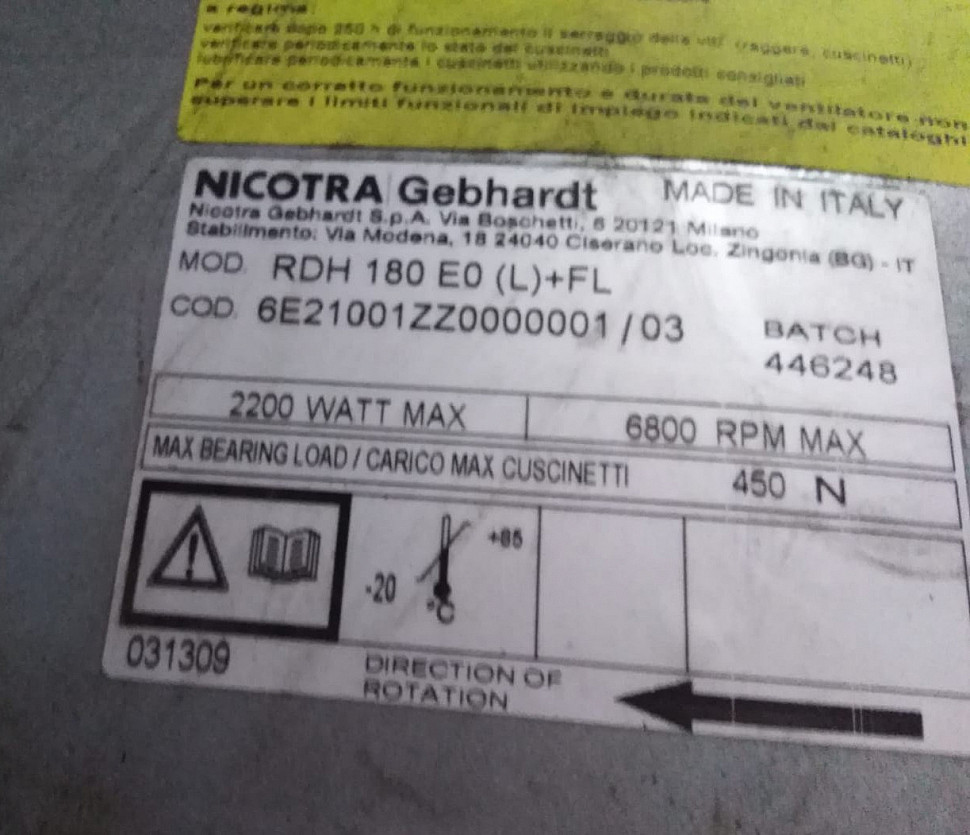 a regime:
verificare dopo 250 h di funzionamento il serraggio delle viti (raggera, cuscinetti)
verificare periodicamente lo stato dei cuscinetti
lubrificare periodicamente i cuscinetti utilizzando i prodotti consigliati
Per un corretto funzionamento e durata del ventilatore non
superare i limiti funzionali di impiego indicati dai cataloghi
NICOTRA Gebhardt MADE IN ITALY
Nicotra Gebhardt S.p.A. Via Boschetti, 6 20121 Milano
Stabilimento: Via Modena, 18 24040 Ciserano Loc. Zingonia (BG) - IT
MOD. RDH 180 E0 (L)+FL
COD. 6E21001ZZ0000001 / 03 BATCH
446248
2200 WATT MAX 6800 RPM MAX
MAX BEARING LOAD / CARICO MAX CUSCINETTI 450 N
-20 °C +85
031309
DIRECTION OF
ROTATION